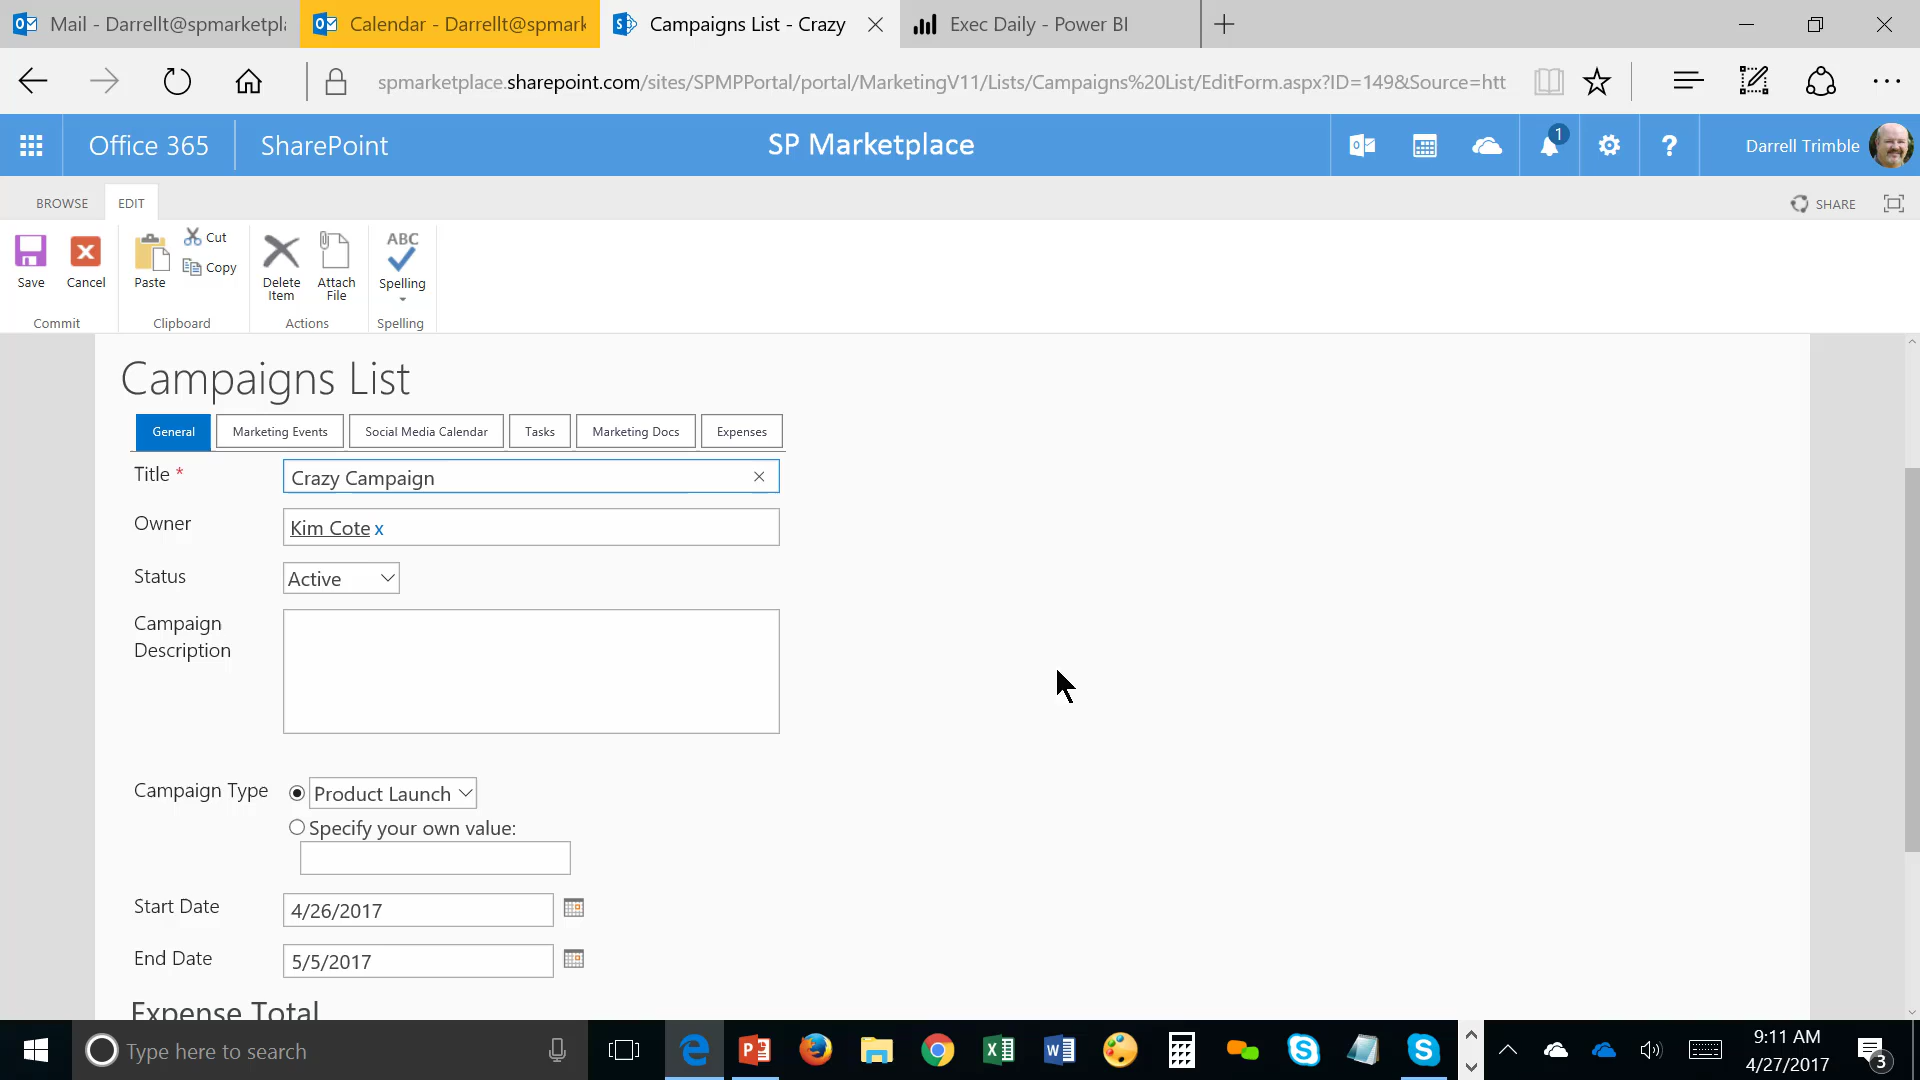 Mail - Darrellt@spmarketpla
Calendar - Darrellt@spmark
Campaigns List - Crazy
Exec Daily - Power BI
spmarketplace.sharepoint.com/sites/SPMPPortal/portal/MarketingV11/Lists/Campaigns%20List/EditForm.aspx?ID=149&Source=htt
Office 365
SharePoint
SP Marketplace
1
?
Darrell Trimble
BROWSE
EDIT
SHARE
Save
Cancel
Paste
Cut
Copy
Delete Item
Attach File
ABC
Spelling
Commit
Clipboard
Actions
Spelling
Campaigns List
General
Marketing Events
Social Media Calendar
Tasks
Marketing Docs
Expenses
Title *
Crazy Campaign
Owner
Kim Cote x
Status
Active
Campaign
Description
Campaign Type
Product Launch
Specify your own value:
Start Date
4/26/2017
End Date
5/5/2017
Expense Total
Type here to search
9:11 AM
4/27/2017
3